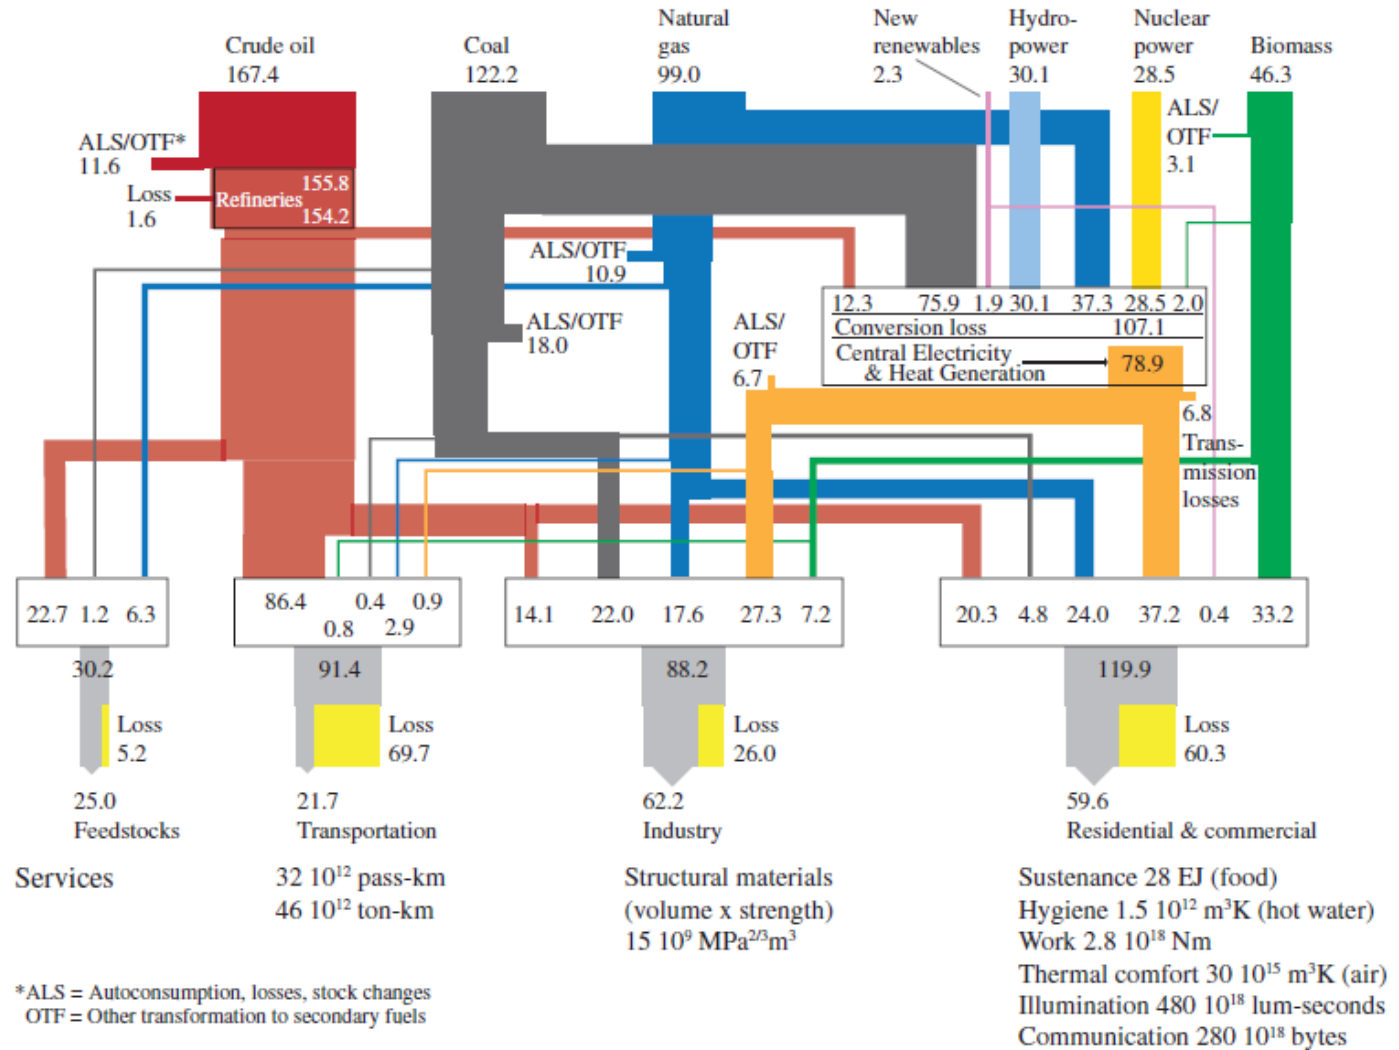 Crude oil
167.4
Coal
122.2
Natural
gas
99.0
New
renewables
2.3
Hydro-
power
30.1
Nuclear
power
28.5
Biomass
46.3
ALS/OTF*
11.6
Loss
1.6
Refineries
155.8
154.2
ALS/
OTF
3.1
ALS/OTF
10.9
ALS/OTF
18.0
ALS/
OTF
6.7
12.3 75.9 1.9 30.1 37.3 28.5 2.0
Conversion loss 107.1
Central Electricity
& Heat Generation
78.9
6.8
Trans-
mission
losses
22.7 1.2 6.3
86.4 0.8 0.4 2.9 0.9
14.1 22.0 17.6 27.3 7.2
20.3 4.8 24.0 37.2 0.4 33.2
30.2
91.4
88.2
119.9
Loss
5.2
Loss
69.7
Loss
26.0
Loss
60.3
25.0
Feedstocks
21.7
Transportation
62.2
Industry
59.6
Residential & commercial
Services
32 10¹² pass-km
46 10¹² ton-km
Structural materials
(volume x strength)
15 10⁹ MPa²ᐟ³m³
Sustenance 28 EJ (food)
Hygiene 1.5 10¹² m³K (hot water)
Work 2.8 10¹⁸ Nm
Thermal comfort 30 10¹⁵ m³K (air)
Illumination 480 10¹⁸ lum-seconds
Communication 280 10¹⁸ bytes
*ALS = Autoconsumption, losses, stock changes
OTF = Other transformation to secondary fuels